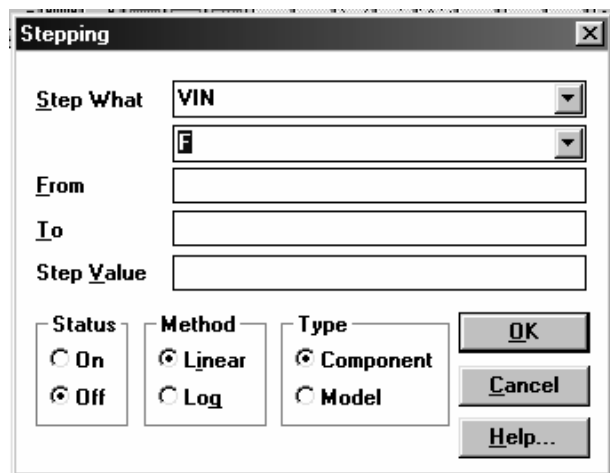 Stepping
Step What VIN
F
From
To
Step Value
Status Method Type
On Linear Component
Off Log Model
OK
Cancel
Help...